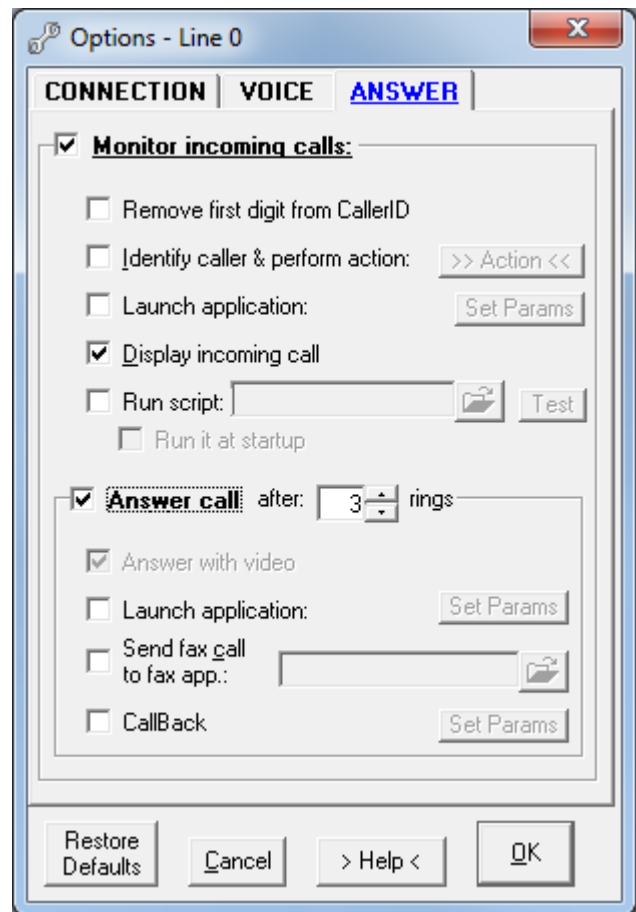 Options - Line 0
CONNECTION VOICE ANSWER
Monitor incoming calls:
Remove first digit from CallerID
Identify caller & perform action: >> Action <<
Launch application: Set Params
Display incoming call
Run script: Test
Run it at startup
Answer call after: 3 rings
Answer with video
Launch application: Set Params
Send fax call
to fax app.:
CallBack Set Params
Restore
Defaults
Cancel > Help < OK